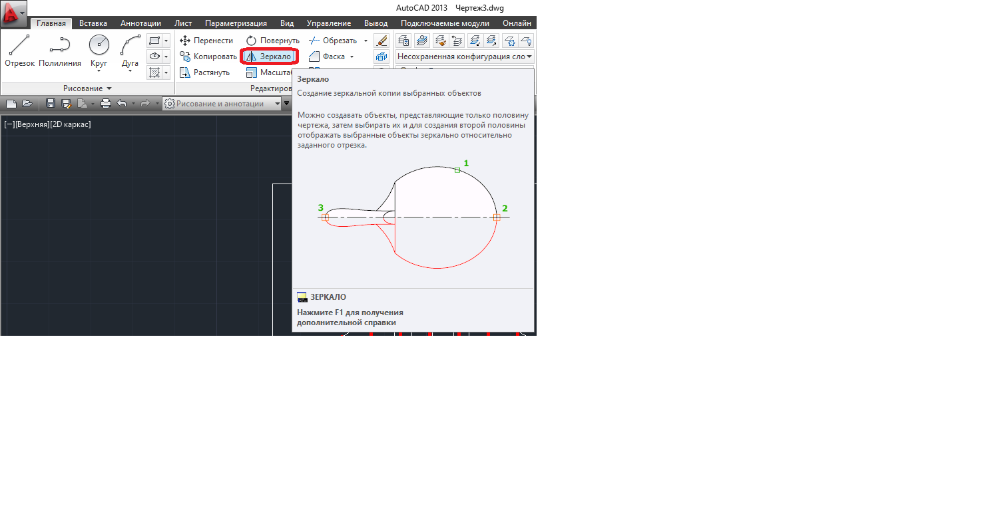 AutoCAD 2013 Чертеж3.dwg
Главная Вставка Аннотации Лист Параметризация Вид Управление Вывод Подключаемые модули Онлайн
Перенести Повернуть Обрезать
Отрезок Полилиния Круг Дуга
Копировать Зеркало Фаска
Несохраненная конфигурация сло
Растянуть Масштаб
Рисование Редактиров
Рисование и аннотации
[−][Верхняя][2D каркас]
Зеркало
Создание зеркальной копии выбранных объектов
Можно создавать объекты, представляющие только половину
чертежа, затем выбирать их и для создания второй половины
отображать выбранные объекты зеркально относительно
заданного отрезка.
1
3
2
ЗЕРКАЛО
Нажмите F1 для получения
дополнительной справки